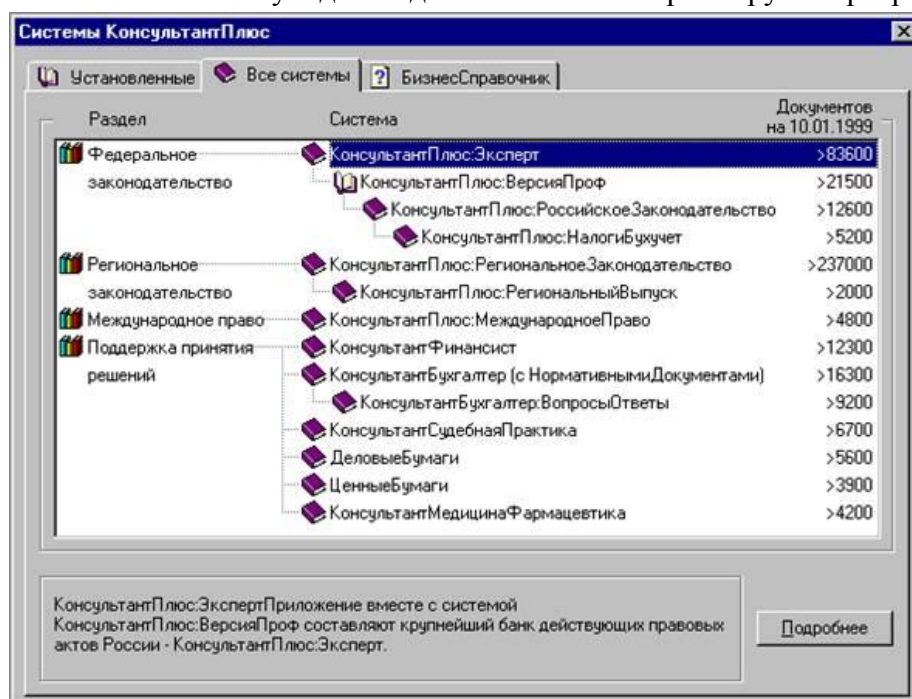 Системы КонсультантПлюс
Установленные Все системы БизнесСправочник
Раздел Система Документов на 10.01.1999
Федеральное КонсультантПлюс:Эксперт >83600
законодательство КонсультантПлюс:ВерсияПроф >21500
КонсультантПлюс:РоссийскоеЗаконодательство >12600
КонсультантПлюс:НалогиБухучет >5200
Региональное КонсультантПлюс:РегиональноеЗаконодательство >237000
законодательство КонсультантПлюс:РегиональныйВыпуск >2000
Международное право КонсультантПлюс:МеждународноеПраво >4800
Поддержка принятия КонсультантФинансист >12300
решений КонсультантБухгалтер (с НормативнымиДокументами) >16300
КонсультантБухгалтер:ВопросыОтветы >9200
КонсультантСудебнаяПрактика >6700
ДеловыеБумаги >5600
ЦенныеБумаги >3900
КонсультантМедицинаФармацевтика >4200
КонсультантПлюс:ЭкспертПриложение вместе с системой
КонсультантПлюс:ВерсияПроф составляют крупнейший банк действующих правовых
актов России - КонсультантПлюс:Эксперт.
Подробнее